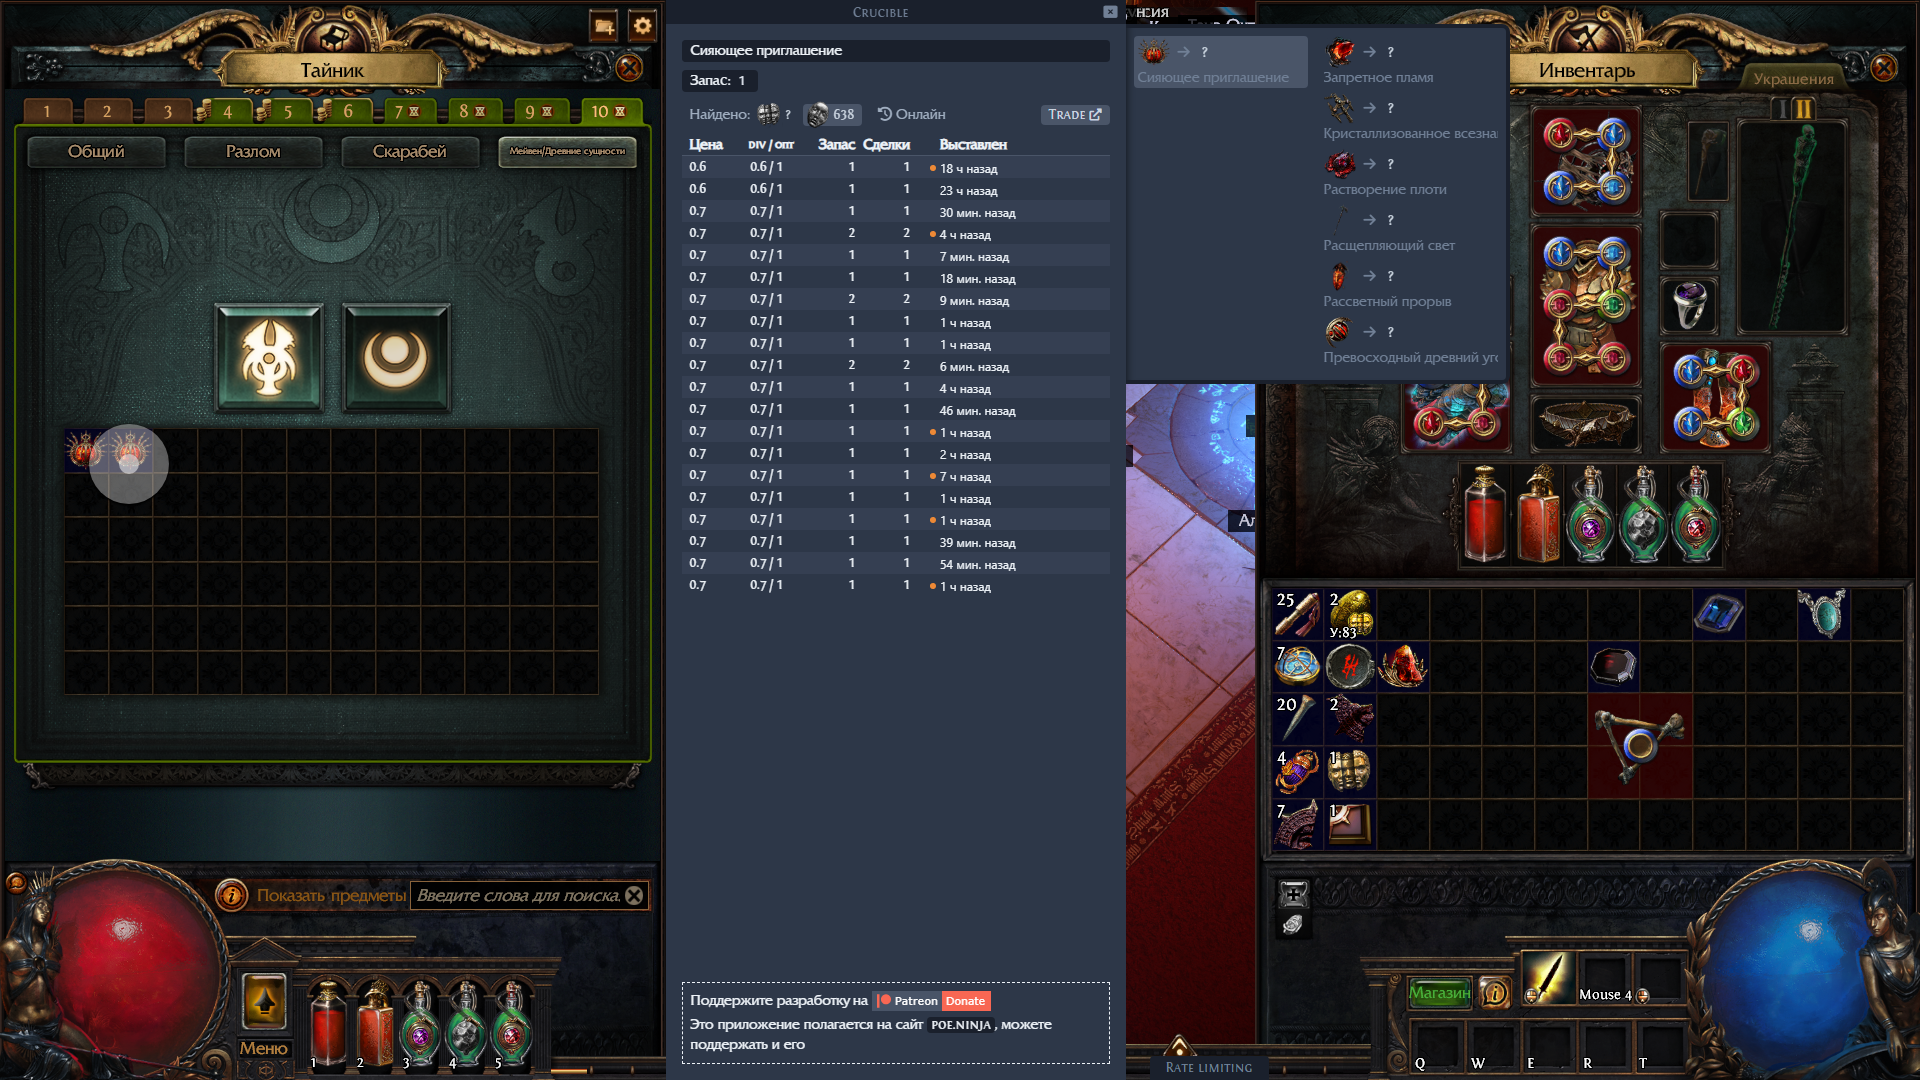 Тайник
1 2 3 4 5 6 7 8 9 10
Общий
Разлом
Скарабей
Мейвен/Древние сущности
Показать предметы
Введите слова для поиска.
Меню
1 2 3 4 5
Crucible
Сияющее приглашение
Запас: 1
Найдено: ? 638 Онлайн Trade
Цена DIV / ОПТ Запас Сделки Выставлен
0.6 0.6 / 1 1 1 18 ч назад
0.6 0.6 / 1 1 1 23 ч назад
0.7 0.7 / 1 1 1 30 мин. назад
0.7 0.7 / 1 2 2 4 ч назад
0.7 0.7 / 1 1 1 7 мин. назад
0.7 0.7 / 1 1 1 18 мин. назад
0.7 0.7 / 1 2 2 9 мин. назад
0.7 0.7 / 1 1 1 1 ч назад
0.7 0.7 / 1 1 1 1 ч назад
0.7 0.7 / 1 2 2 6 мин. назад
0.7 0.7 / 1 1 1 4 ч назад
0.7 0.7 / 1 1 1 46 мин. назад
0.7 0.7 / 1 1 1 1 ч назад
0.7 0.7 / 1 1 1 2 ч назад
0.7 0.7 / 1 1 1 7 ч назад
0.7 0.7 / 1 1 1 1 ч назад
0.7 0.7 / 1 1 1 1 ч назад
0.7 0.7 / 1 1 1 39 мин. назад
0.7 0.7 / 1 1 1 54 мин. назад
0.7 0.7 / 1 1 1 1 ч назад
Поддержите разработку на Patreon Donate
Это приложение полагается на сайт POE.NINJA, можете
поддержать и его
→ ?
Сияющее приглашение
→ ?
Запретное пламя
→ ?
Кристаллизованное всезна
→ ?
Растворение плоти
→ ?
Расщепляющий свет
→ ?
Рассветный прорыв
→ ?
Превосходный древний уго
Ал
Rate limiting
Инвентарь
Украшения
I II
25 2
У:83
7
20 2
4 1
7 1
Магазин
Mouse 4
Q W E R T